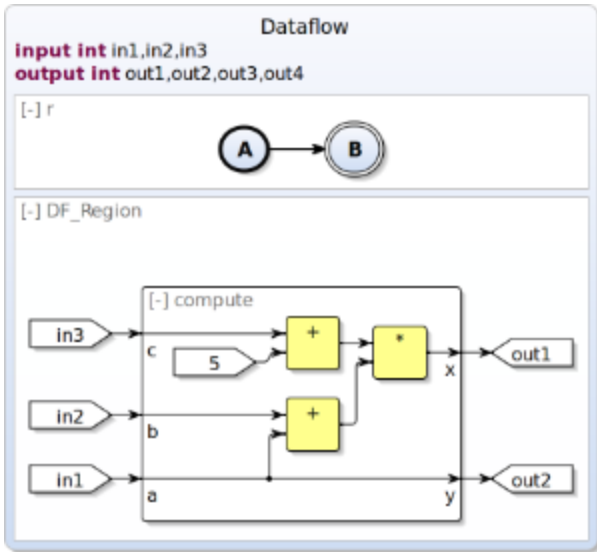 Dataflow
input int in1,in2,in3
output int out1,out2,out3,out4
[-] r
A
B
[-] DF_Region
[-] compute
in3
c
5
+
*
x
out1
in2
b
+
in1
a
y
out2